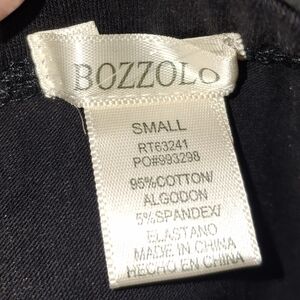 BOZZOLO
SMALL
RT63241
PO#993298
95%COTTON/
ALGODON
5%SPANDEX/
ELASTANO
MADE IN CHINA
HECHO EN CHINA